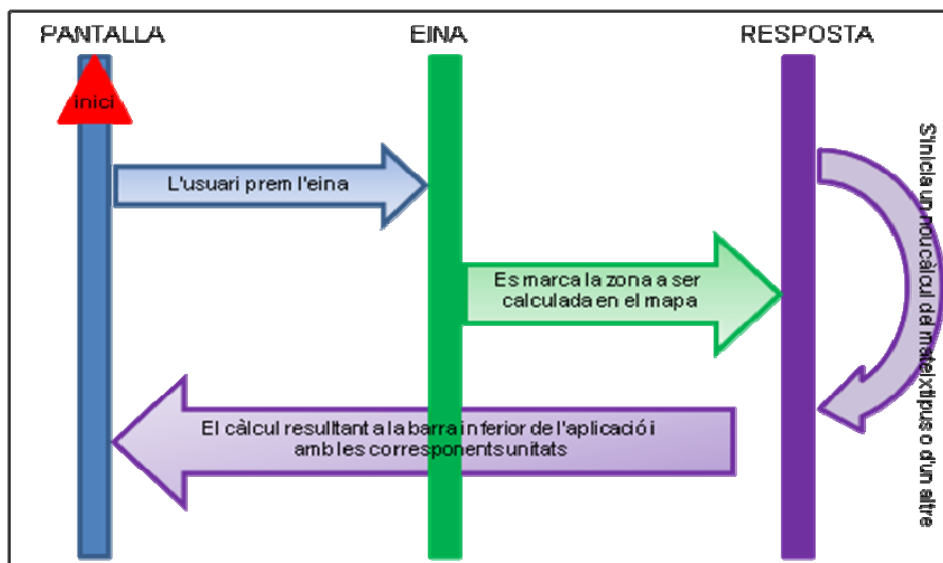 PANTALLA
EINA
RESPOSTA
inici
L'usuari prem l'eina
Es marca la zona a ser
calculada en el mapa
S'inicia un nou càlcul del mateix tipus o d'un altre
El càlcul resulltant a la barra inferior de l'aplicació i
amb les corresponents unitats